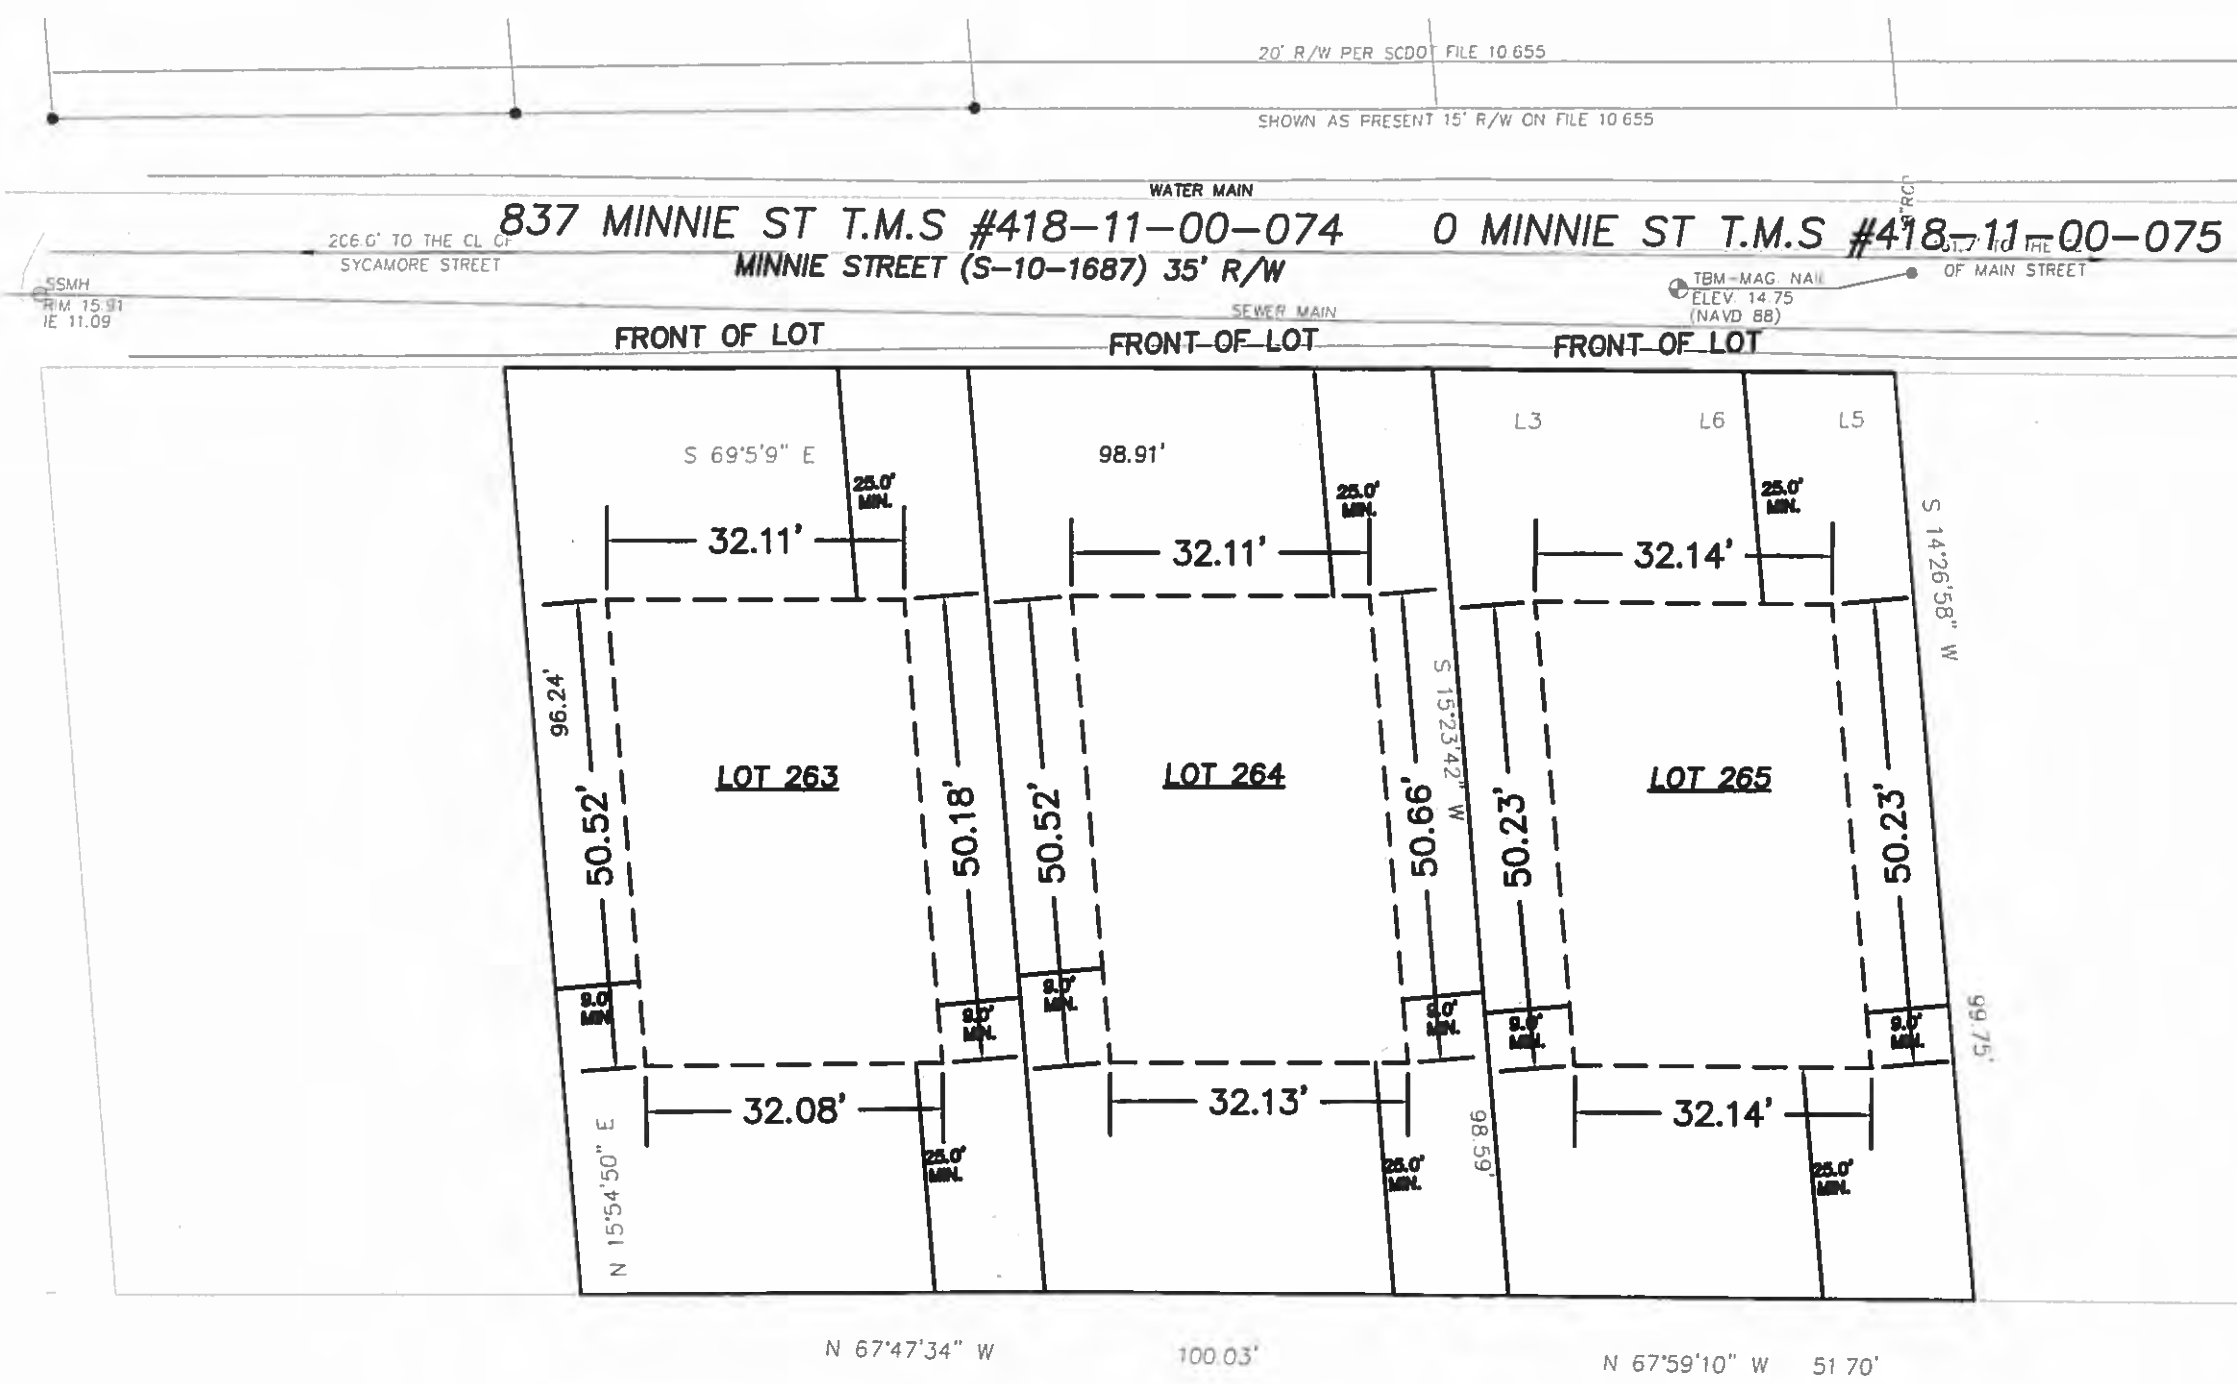 20' R/W PER SCDOT FILE 10 655
SHOWN AS PRESENT 15' R/W ON FILE 10 655
WATER MAIN
837 MINNIE ST T.M.S #418-11-00-074
0 MINNIE ST T.M.S #418-11-00-075
TO THE CL OF
SYCAMORE STREET
MINNIE STREET (S-10-1687) 35' R/W
TO THE
OF MAIN STREET
SSMH
RIM 15.91
IE 11.09
TBM-MAG. NAIL
ELEV. 14.75
(NAVD 88)
SEWER MAIN
FRONT OF LOT
FRONT OF LOT
FRONT OF LOT
L3
L6
L5
S 69°5'9" E
98.91'
25.0'
MIN.
25.0'
MIN.
25.0'
MIN.
S 14°26'58" W
32.11'
32.11'
32.14'
96.24'
S 15°23'42" W
LOT 263
LOT 264
LOT 265
50.52'
50.18'
50.52'
50.66'
50.23'
50.23'
9.0'
MIN.
9.0'
MIN.
9.0'
MIN.
9.0'
MIN.
9.0'
MIN.
9.0'
MIN.
99.75'
32.08'
32.13'
32.14'
98.59'
N 15°54'50" E
25.0'
MIN.
25.0'
MIN.
25.0'
MIN.
N 67°47'34" W
100.03'
N 67°59'10" W
51 70'